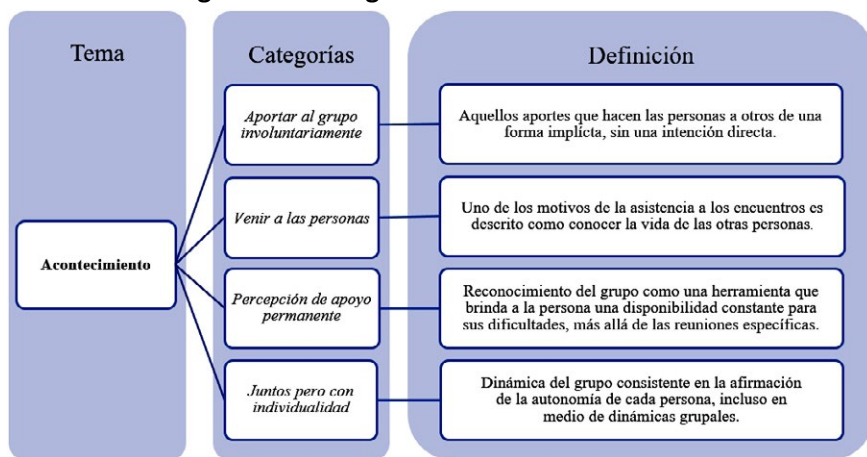 Tema
Categorías
Definición
Acontecimiento
Aportar al grupo
involuntariamente
Aquellos aportes que hacen las personas a otros de una
forma implícta, sin una intención directa.
Venir a las personas
Uno de los motivos de la asistencia a los encuentros es
descrito como conocer la vida de las otras personas.
Percepción de apoyo
permanente
Reconocimiento del grupo como una herramienta que
brinda a la persona una disponibilidad constante para
sus dificultades, más allá de las reuniones específicas.
Juntos pero con
individualidad
Dinámica del grupo consistente en la afirmación
de la autonomía de cada persona, incluso en
medio de dinámicas grupales.